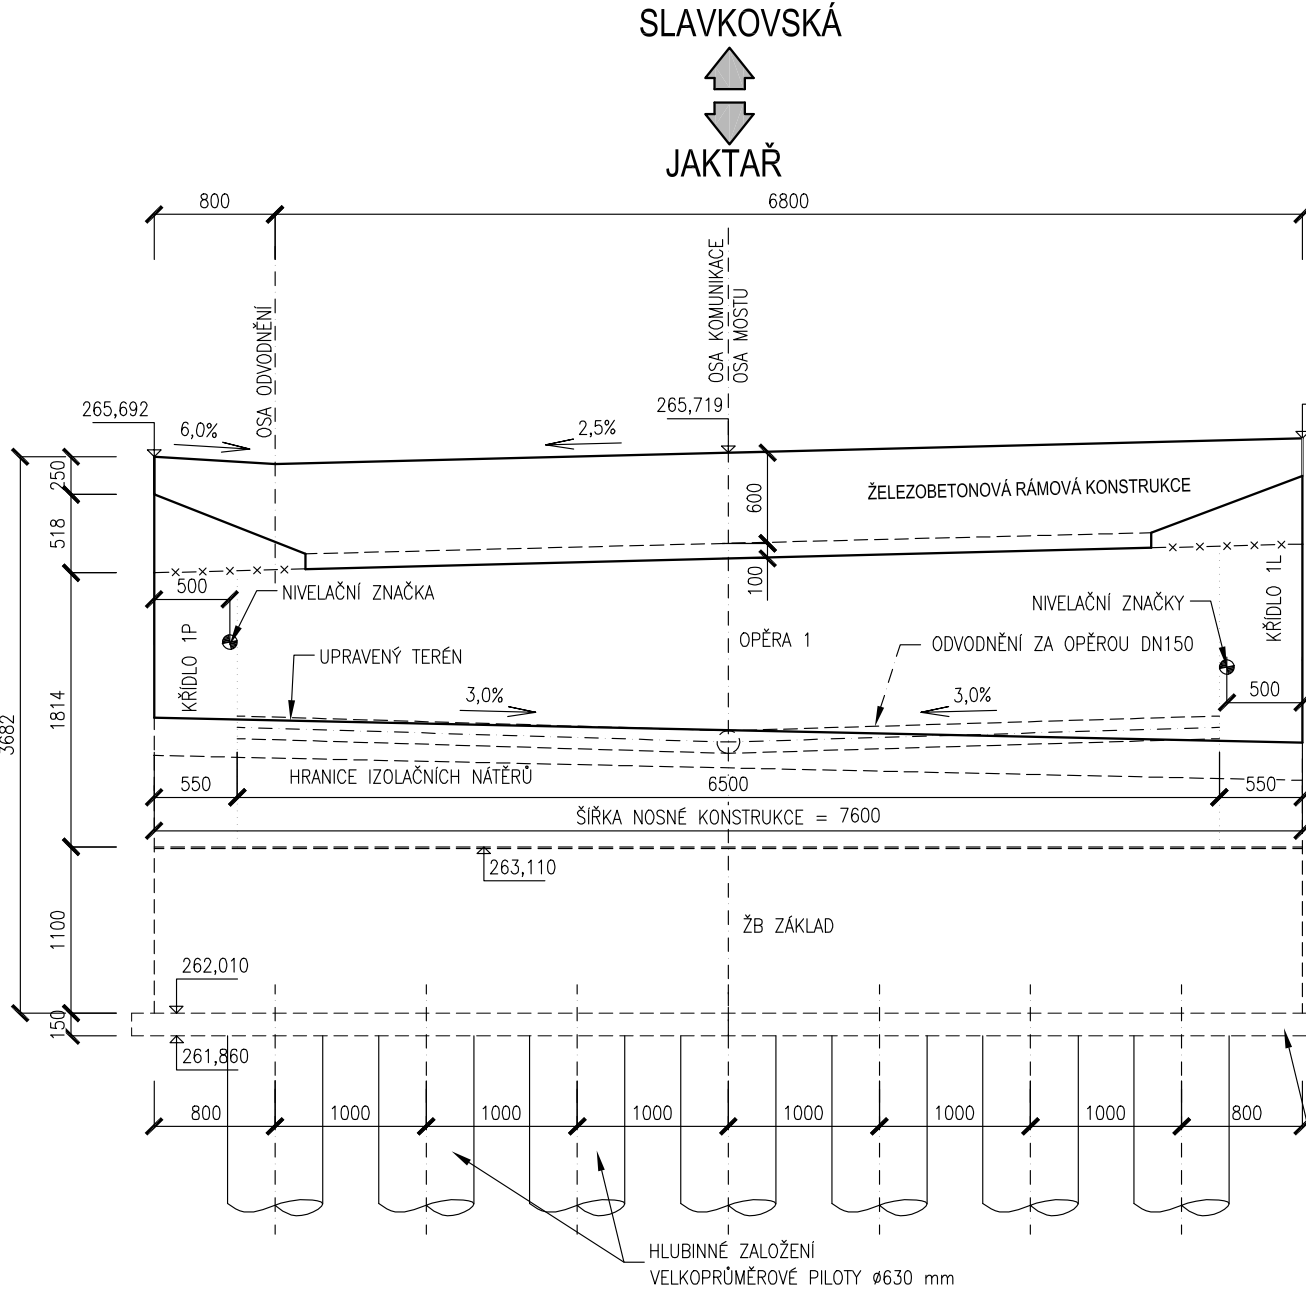 SLAVKOVSKÁ
JAKTAŘ
800
6800
OSA ODVODNĚNÍ
OSA KOMUNIKACE
OSA MOSTU
265,692
6,0%
2,5%
265,719
250
518
1814
1100
150
3682
600
100
ŽELEZOBETONOVÁ RÁMOVÁ KONSTRUKCE
500
NIVELAČNÍ ZNAČKA
NIVELAČNÍ ZNAČKY
KŘÍDLO 1P
KŘÍDLO 1L
OPĚRA 1
UPRAVENÝ TERÉN
ODVODNĚNÍ ZA OPĚROU DN150
3,0%
3,0%
500
HRANICE IZOLAČNÍCH NÁTĚRŮ
550
6500
550
ŠÍŘKA NOSNÉ KONSTRUKCE = 7600
263,110
ŽB ZÁKLAD
262,010
261,860
800
1000
1000
1000
1000
1000
1000
800
HLUBINNÉ ZALOŽENÍ
VELKOPRŮMĚROVÉ PILOTY Ø630 mm